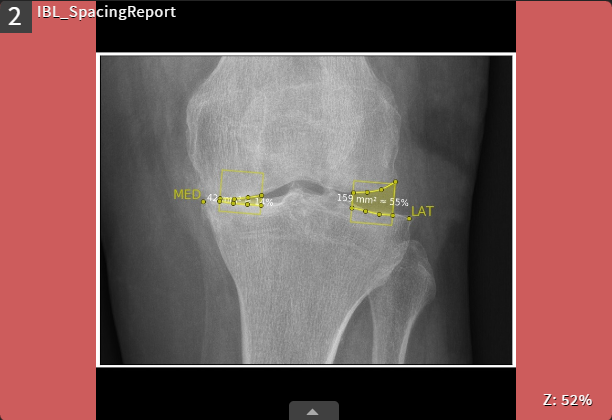 2
IBL_SpacingReport
MED
159 mm² ≈ 55%
LAT
Z: 52%